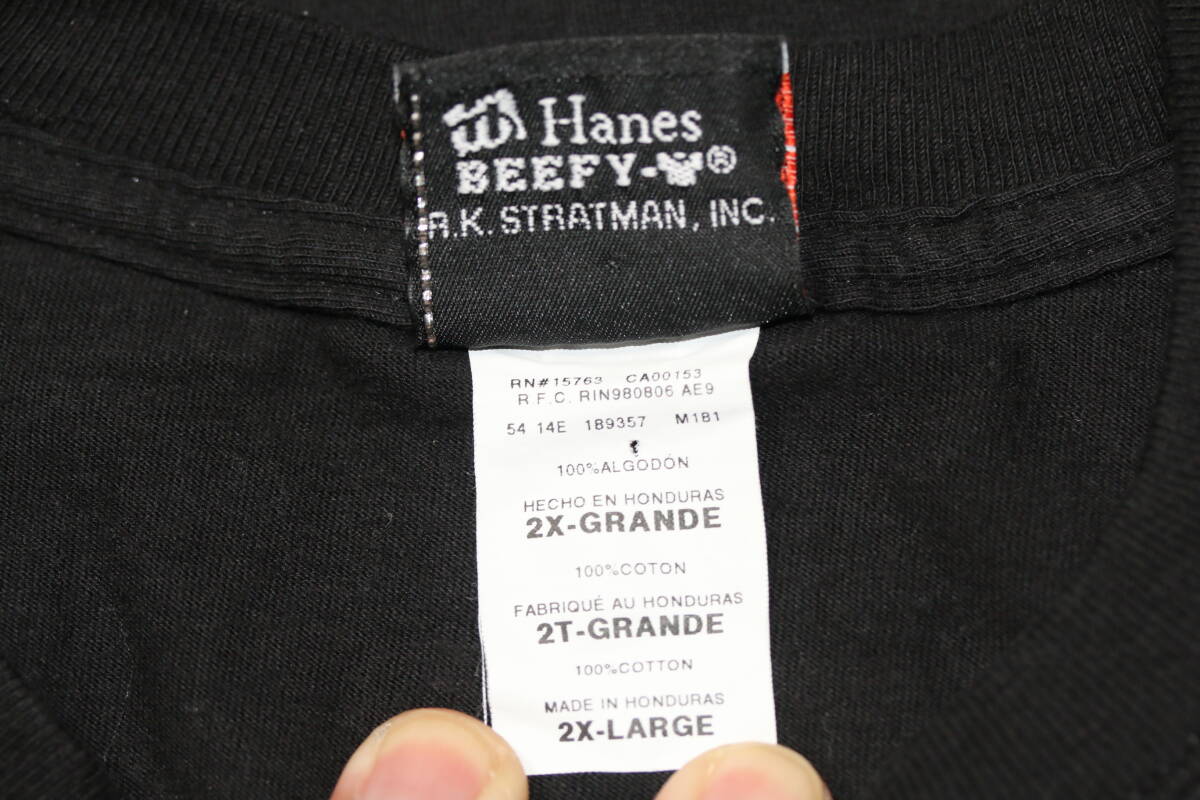 Hanes
BEEFY-T®
R.K. STRATMAN, INC.
RN#15763 CA00153
R.F.C. RIN980806 AE9
54 14E 189357 M1B1
100%ALGODÓN
HECHO EN HONDURAS
2X-GRANDE
100%COTON
FABRIQUÉ AU HONDURAS
2T-GRANDE
100%COTTON
MADE IN HONDURAS
2X-LARGE